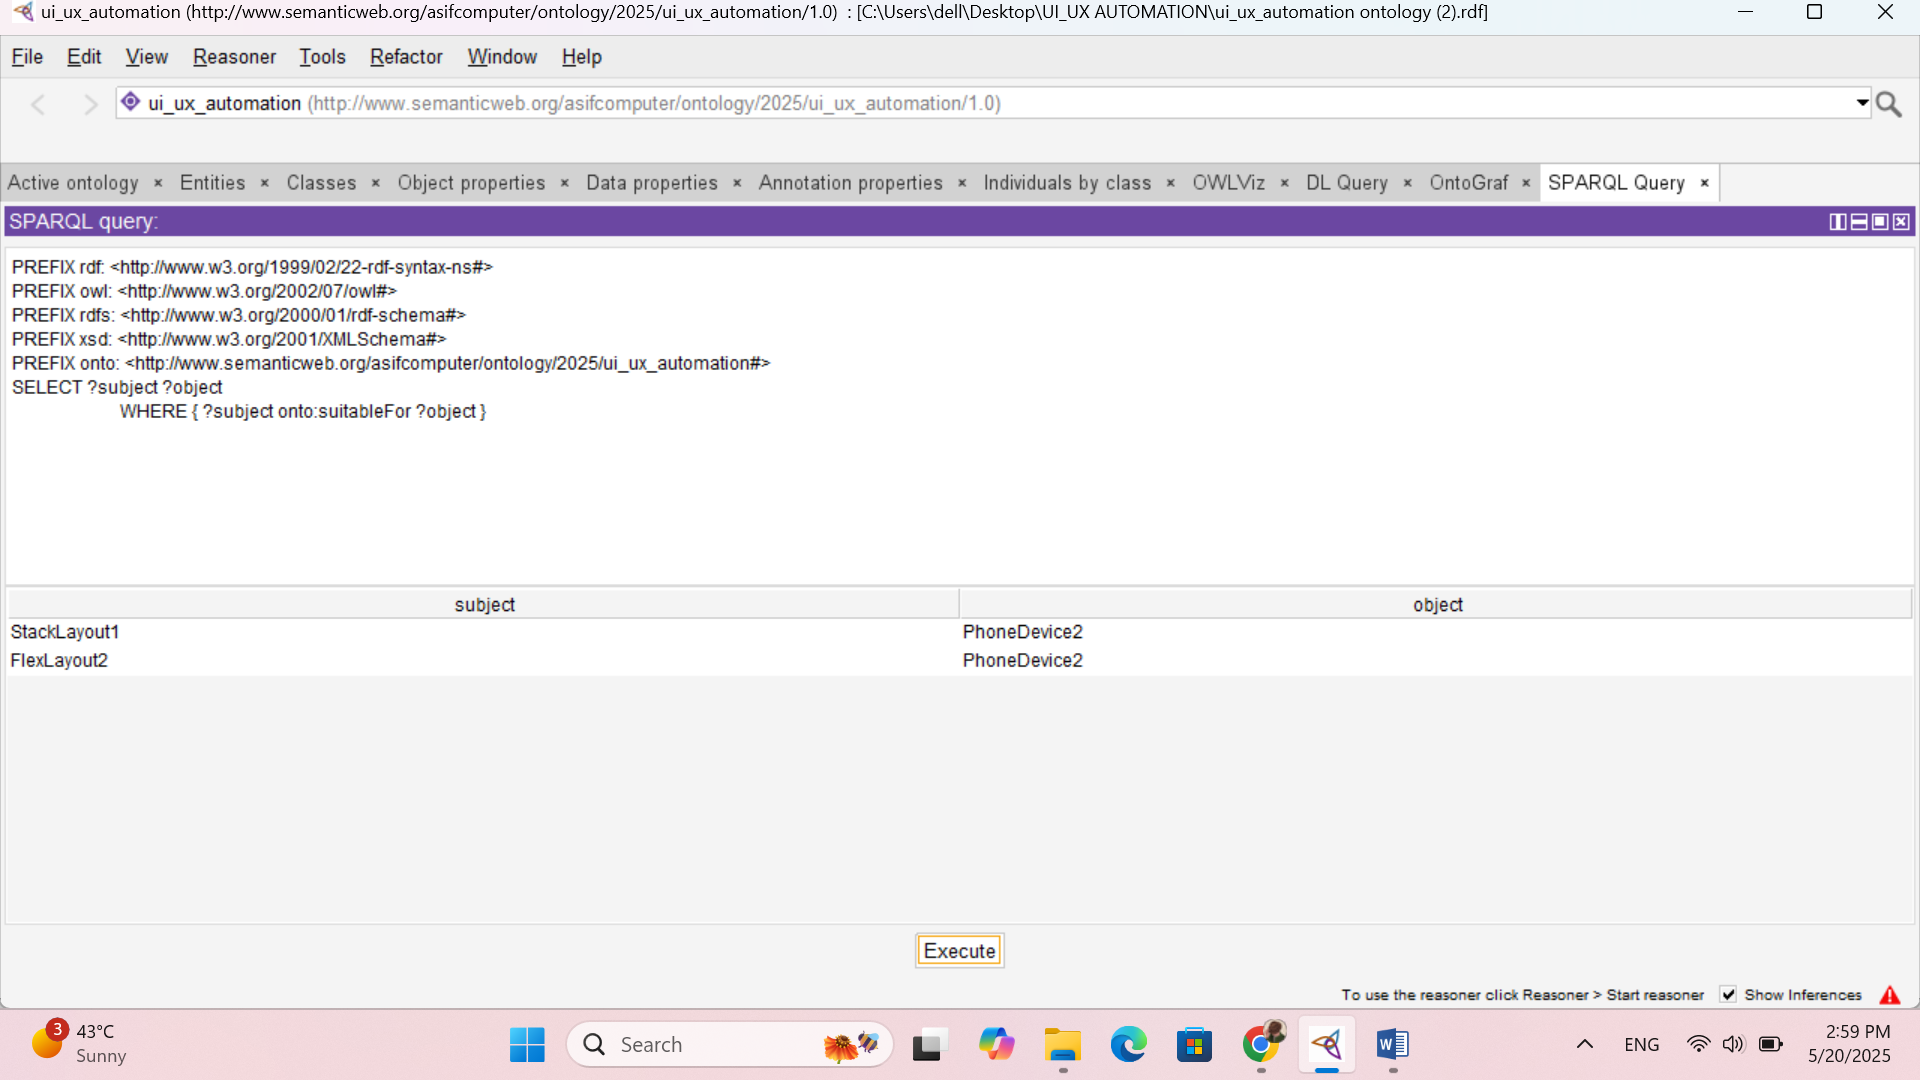 ui_ux_automation (http://www.semanticweb.org/asifcomputer/ontology/2025/ui_ux_automation/1.0)  : [C:\Users\dell\Desktop\UI_UX AUTOMATION\ui_ux_automation ontology (2).rdf]
File Edit View Reasoner Tools Refactor Window Help
ui_ux_automation (http://www.semanticweb.org/asifcomputer/ontology/2025/ui_ux_automation/1.0)
Active ontology × Entities × Classes × Object properties × Data properties × Annotation properties × Individuals by class × OWLViz × DL Query × OntoGraf × SPARQL Query ×
SPARQL query:
PREFIX rdf: <http://www.w3.org/1999/02/22-rdf-syntax-ns#>
PREFIX owl: <http://www.w3.org/2002/07/owl#>
PREFIX rdfs: <http://www.w3.org/2000/01/rdf-schema#>
PREFIX xsd: <http://www.w3.org/2001/XMLSchema#>
PREFIX onto: <http://www.semanticweb.org/asifcomputer/ontology/2025/ui_ux_automation#>
SELECT ?subject ?object
WHERE { ?subject onto:suitableFor ?object }
subject object
StackLayout1 PhoneDevice2
FlexLayout2 PhoneDevice2
Execute
To use the reasoner click Reasoner > Start reasoner Show Inferences
3 43°C
Sunny
Search
ENG
2:59 PM
5/20/2025